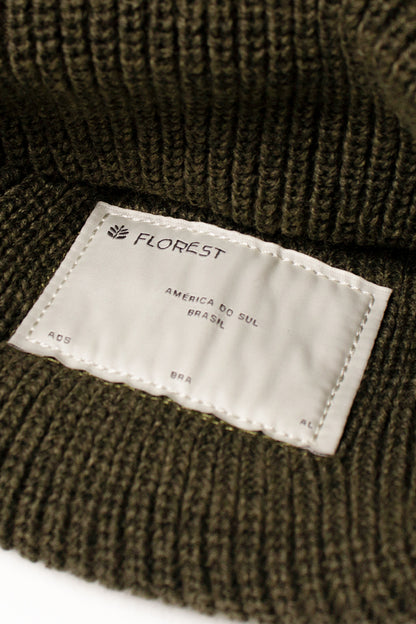 FLOREST
AMERICA DO SUL
BRASIL
ADS
BRA
AL